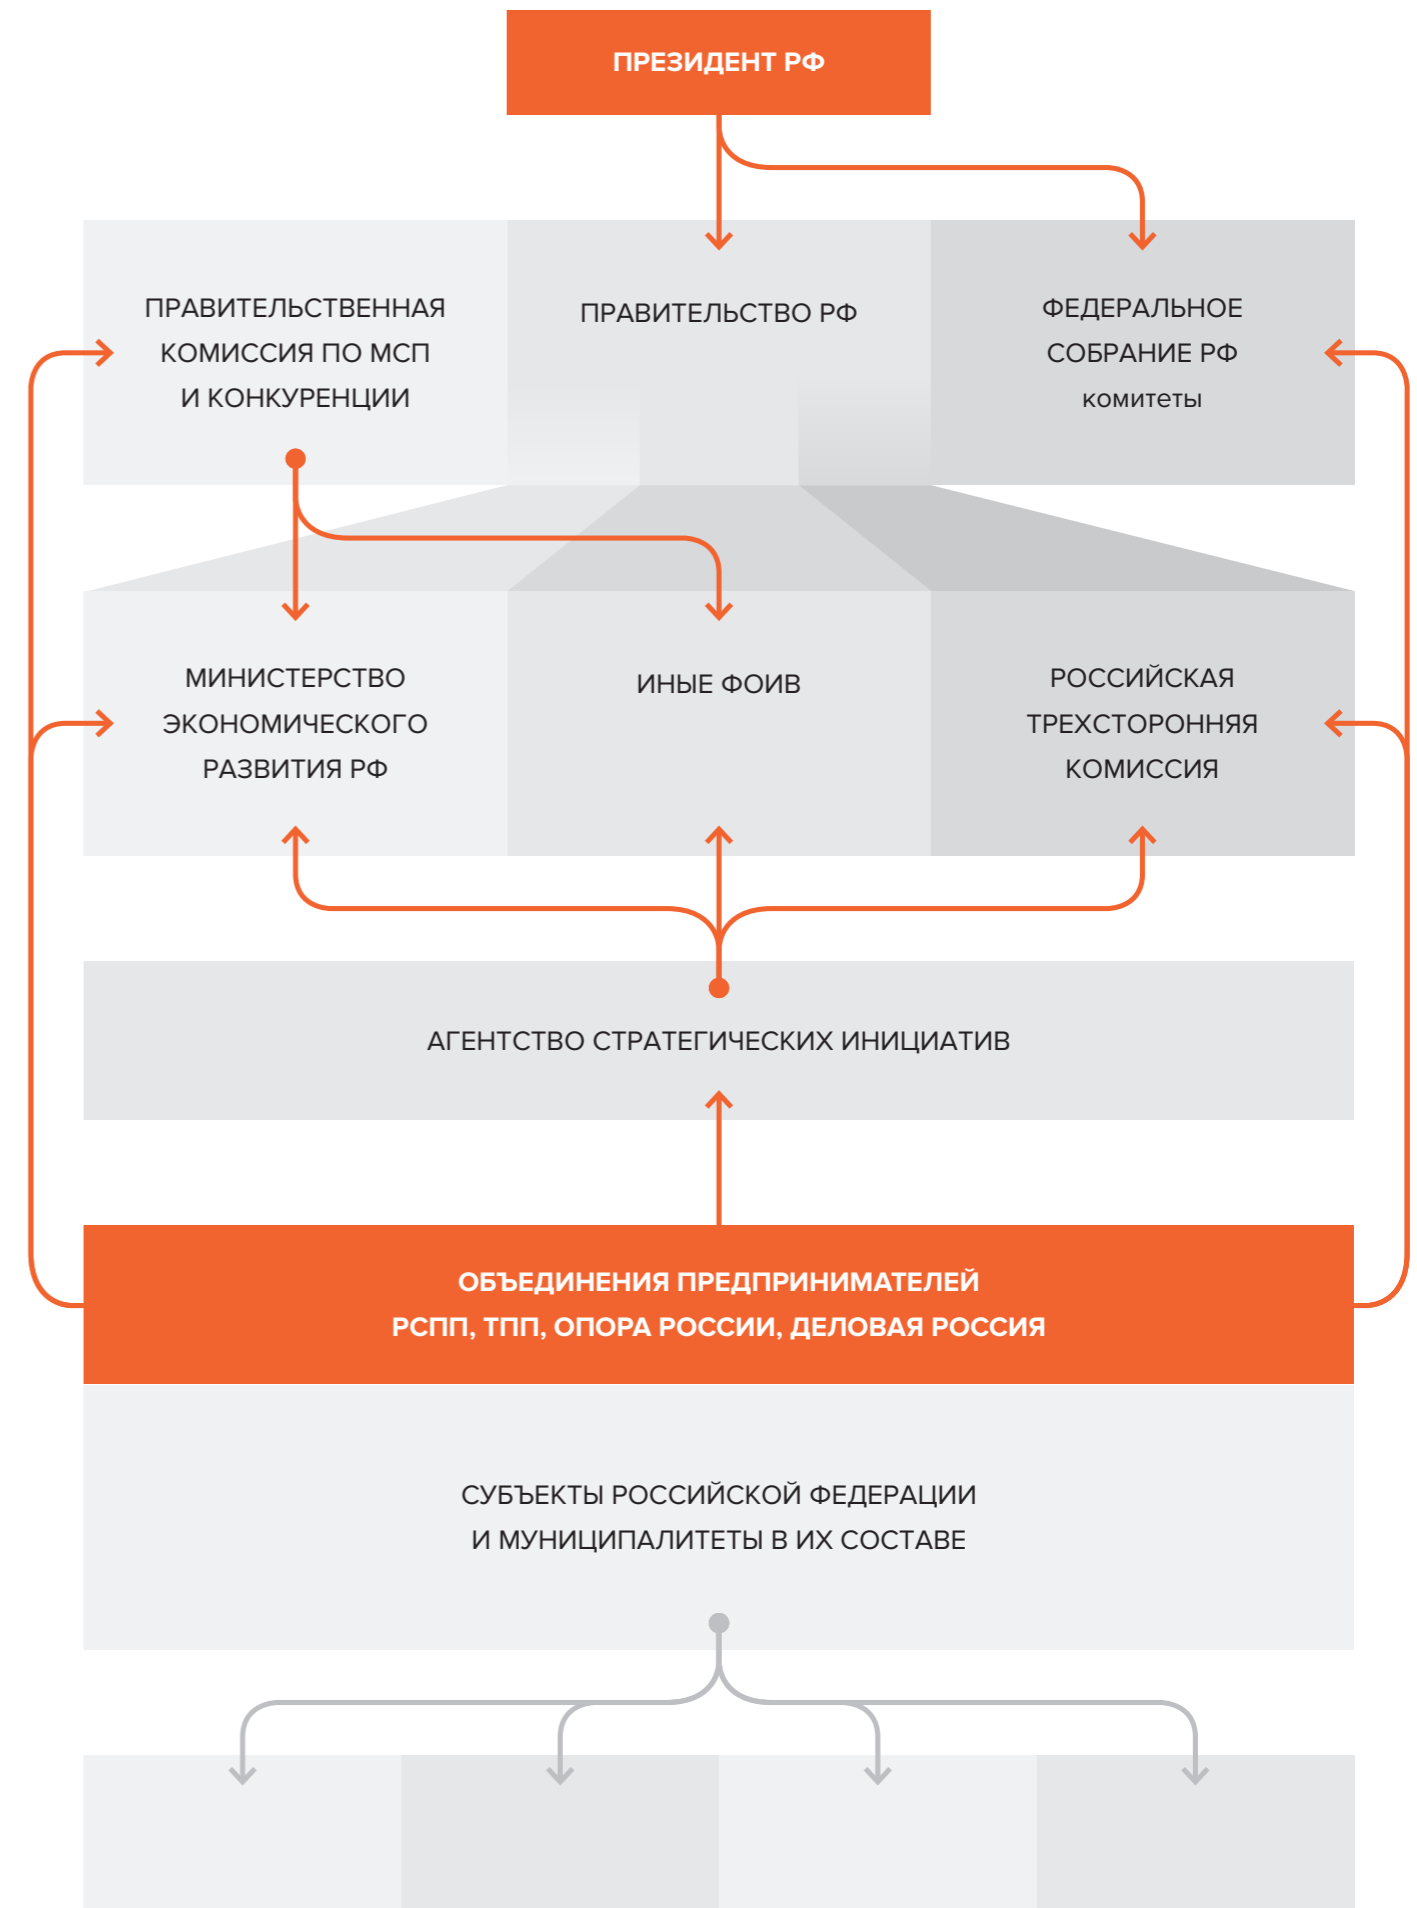 ПРЕЗИДЕНТ РФ
ПРАВИТЕЛЬСТВЕННАЯ
КОМИССИЯ ПО МСП
И КОНКУРЕНЦИИ
ПРАВИТЕЛЬСТВО РФ
ФЕДЕРАЛЬНОЕ
СОБРАНИЕ РФ
комитеты
МИНИСТЕРСТВО
ЭКОНОМИЧЕСКОГО
РАЗВИТИЯ РФ
ИНЫЕ ФОИВ
РОССИЙСКАЯ
ТРЕХСТОРОННЯЯ
КОМИССИЯ
АГЕНТСТВО СТРАТЕГИЧЕСКИХ ИНИЦИАТИВ
ОБЪЕДИНЕНИЯ ПРЕДПРИНИМАТЕЛЕЙ
РСПП, ТПП, ОПОРА РОССИИ, ДЕЛОВАЯ РОССИЯ
СУБЪЕКТЫ РОССИЙСКОЙ ФЕДЕРАЦИИ
И МУНИЦИПАЛИТЕТЫ В ИХ СОСТАВЕ